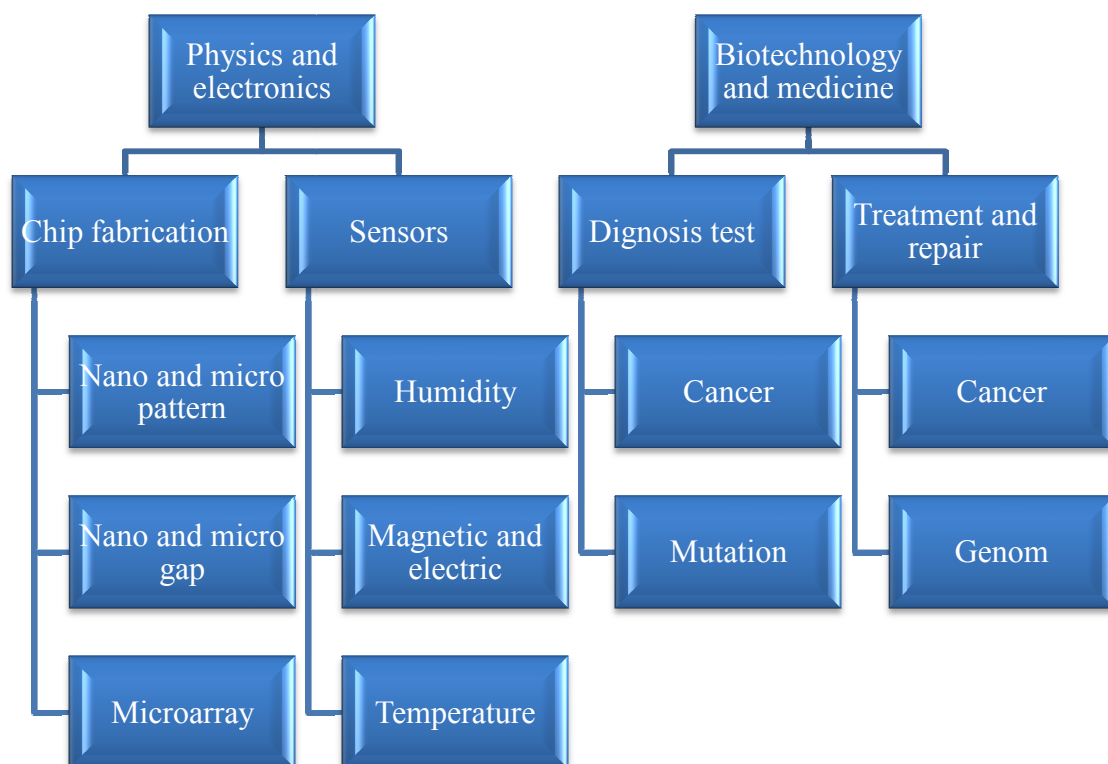 Physics and
electronics
Biotechnology
and medicine
Chip fabrication
Sensors
Dignosis test
Treatment and
repair
Nano and micro
pattern
Humidity
Cancer
Cancer
Nano and micro
gap
Magnetic and
electric
Mutation
Genom
Microarray
Temperature